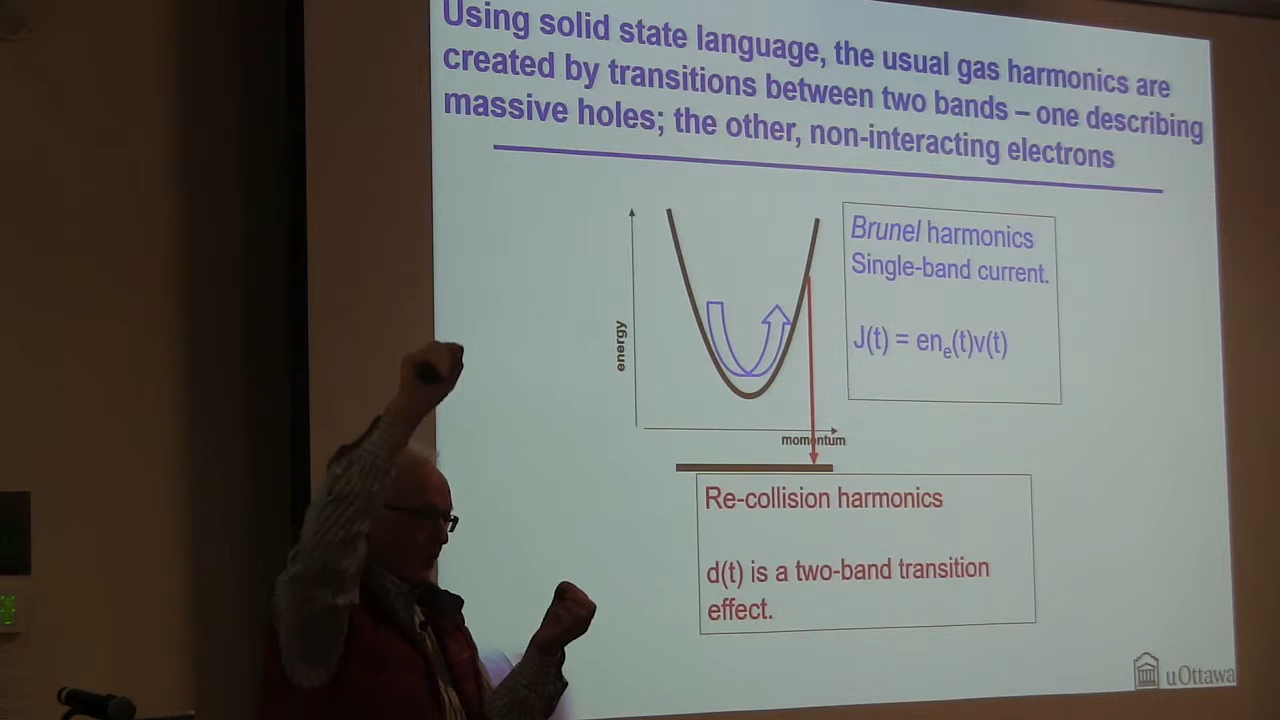 Using solid state language, the usual gas harmonics are
created by transitions between two bands – one describing
massive holes; the other, non-interacting electrons
Brunel harmonics
Single-band current.
J(t) = enₑ(t)v(t)
energy
momentum
Re-collision harmonics
d(t) is a two-band transition
effect.
uOttawa